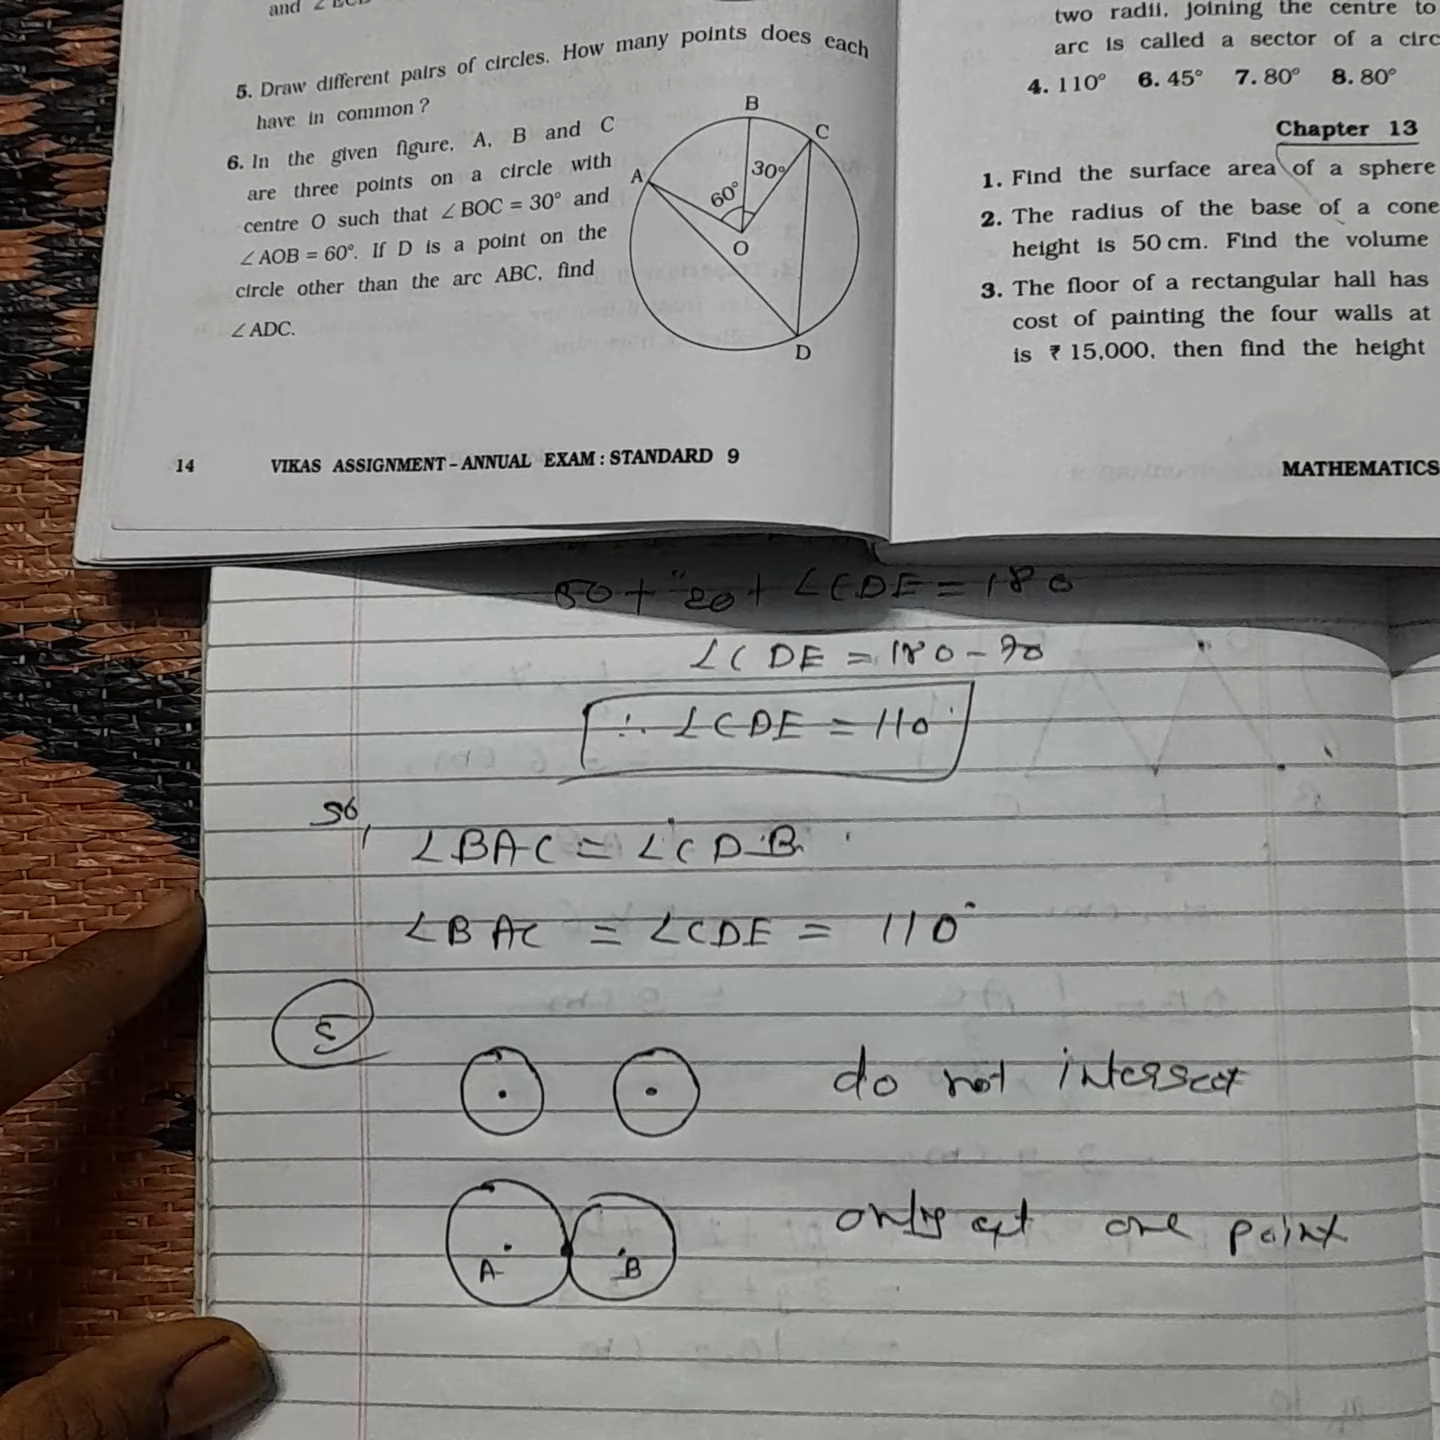 and ∠
5. Draw different pairs of circles. How many points does each
have in common ?
6. In the given figure, A, B and C
are three points on a circle with
centre O such that ∠BOC = 30° and
∠AOB = 60°. If D is a point on the
circle other than the arc ABC, find
∠ADC.
B
C
A
60°
30°
O
D
14
VIKAS ASSIGNMENT – ANNUAL EXAM : STANDARD 9
two radii, joining the centre to
arc is called a sector of a circ
4. 110° 6. 45° 7. 80° 8. 80°
Chapter 13
1. Find the surface area of a sphere
2. The radius of the base of a cone
height is 50 cm. Find the volume
3. The floor of a rectangular hall has
cost of painting the four walls at
is ₹ 15,000, then find the height
MATHEMATICS
50 + 20 + ∠CDE = 180
∠CDE = 180 - 70
∴ ∠CDE = 110°
So,
∠BAC = ∠CDB
∠BAC = ∠CDE = 110°
5
do not intersect
A
B
only at one point